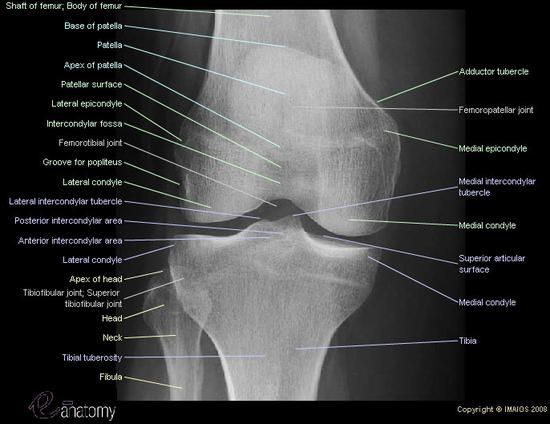 Shaft of femur; Body of femur
Base of patella
Patella
Apex of patella
Patellar surface
Lateral epicondyle
Intercondylar fossa
Femorotibial joint
Groove for popliteus
Lateral condyle
Lateral intercondylar tubercle
Posterior intercondylar area
Anterior intercondylar area
Lateral condyle
Apex of head
Tibiofibular joint; Superior
tibiofibular joint
Head
Neck
Tibial tuberosity
Fibula
Adductor tubercle
Femoropatellar joint
Medial epicondyle
Medial intercondylar
tubercle
Medial condyle
Superior articular
surface
Medial condyle
Tibia
e anatomy
Copyright © IMAIOS 2008